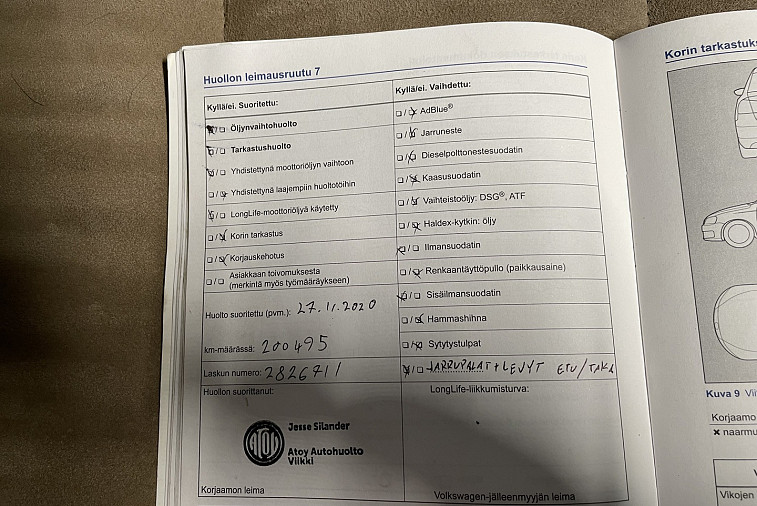 Huollon leimausruutu 7
Kyllä/ei. Suoritettu:
Öljynvaihtohuolto
Tarkastushuolto
Yhdistettynä moottoriöljyn vaihtoon
Yhdistettynä laajempiin huoltotöihin
LongLife-moottoriöljyä käytetty
Korin tarkastus
Korjauskehotus
Asiakkaan toivomuksesta
(merkintä myös työmääräykseen)
Huolto suoritettu (pvm.): 27.11.2020
km-määrässä: 200495
Laskun numero: 2826711
Huollon suorittanut:
ATOY
Jesse Silander
Atoy Autohuolto
Viikki
Korjaamon leima
Kyllä/ei. Vaihdettu:
AdBlue®
Jarruneste
Dieselpolttonestesuodatin
Kaasusuodatin
Vaihteistoöljy: DSG®, ATF
Haldex-kytkin: öljy
Ilmansuodatin
Renkaantäyttöpullo (paikkausaine)
Sisäilmansuodatin
Hammashihna
Sytytystulpat
JARRUPALAT + LEVYT ETU/TAKA
LongLife-liikkumisturva:
Volkswagen-jälleenmyyjän leima
Korin tarkastuks
Kuva 9
Korjaamo
× naarmu
V
Vikojen